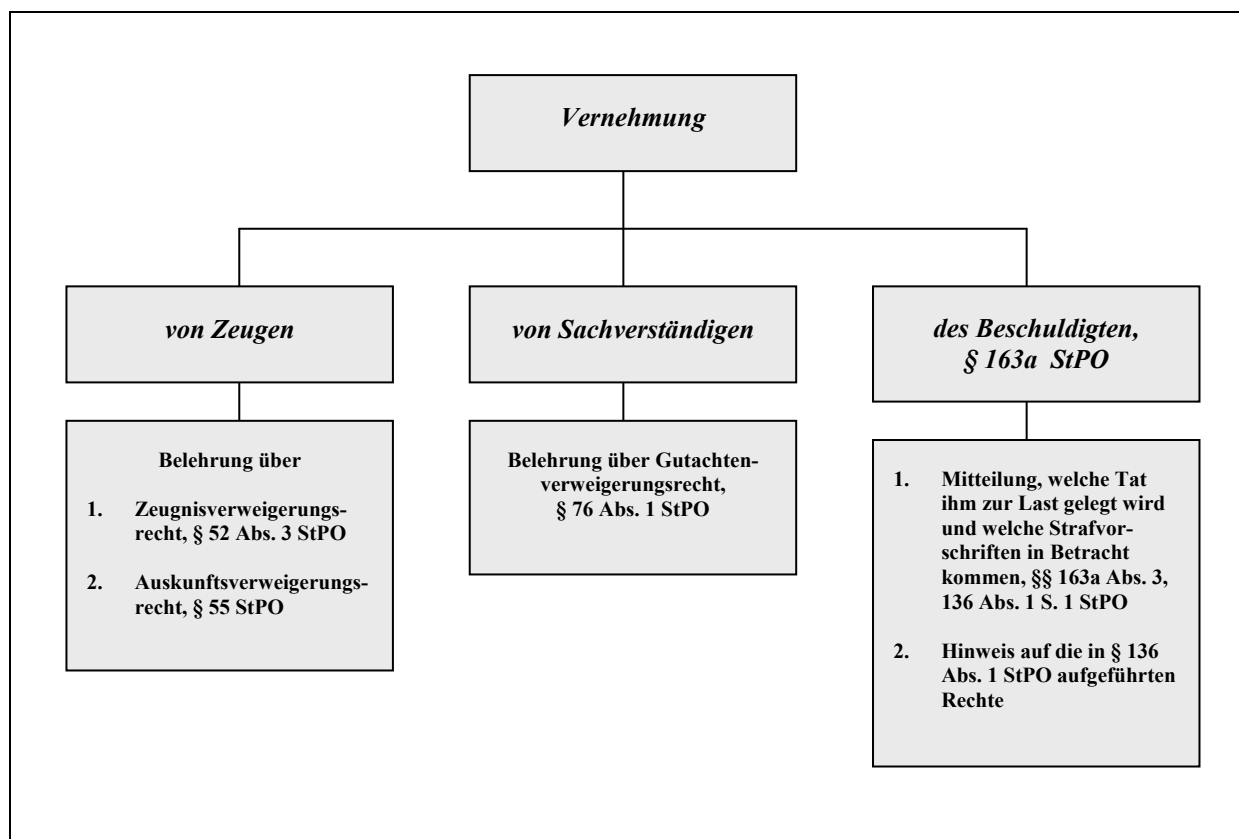 Vernehmung
von Zeugen
von Sachverständigen
des Beschuldigten,
§ 163a StPO
Belehrung über
1. Zeugnisverweigerungs-
recht, § 52 Abs. 3 StPO
2. Auskunftsverweigerungs-
recht, § 55 StPO
Belehrung über Gutachten-
verweigerungsrecht,
§ 76 Abs. 1 StPO
1. Mitteilung, welche Tat
ihm zur Last gelegt wird
und welche Strafvor-
schriften in Betracht
kommen, §§ 163a Abs. 3,
136 Abs. 1 S. 1 StPO
2. Hinweis auf die in § 136
Abs. 1 StPO aufgeführten
Rechte